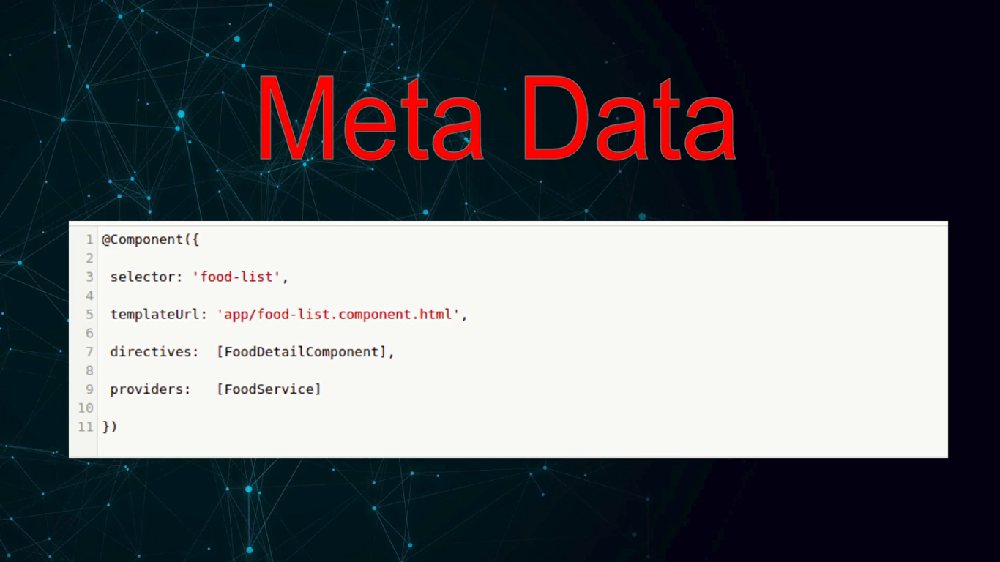 Meta Data
1 @Component({
2
3 selector: 'food-list',
4
5 templateUrl: 'app/food-list.component.html',
6
7 directives: [FoodDetailComponent],
8
9 providers: [FoodService]
10
11 })